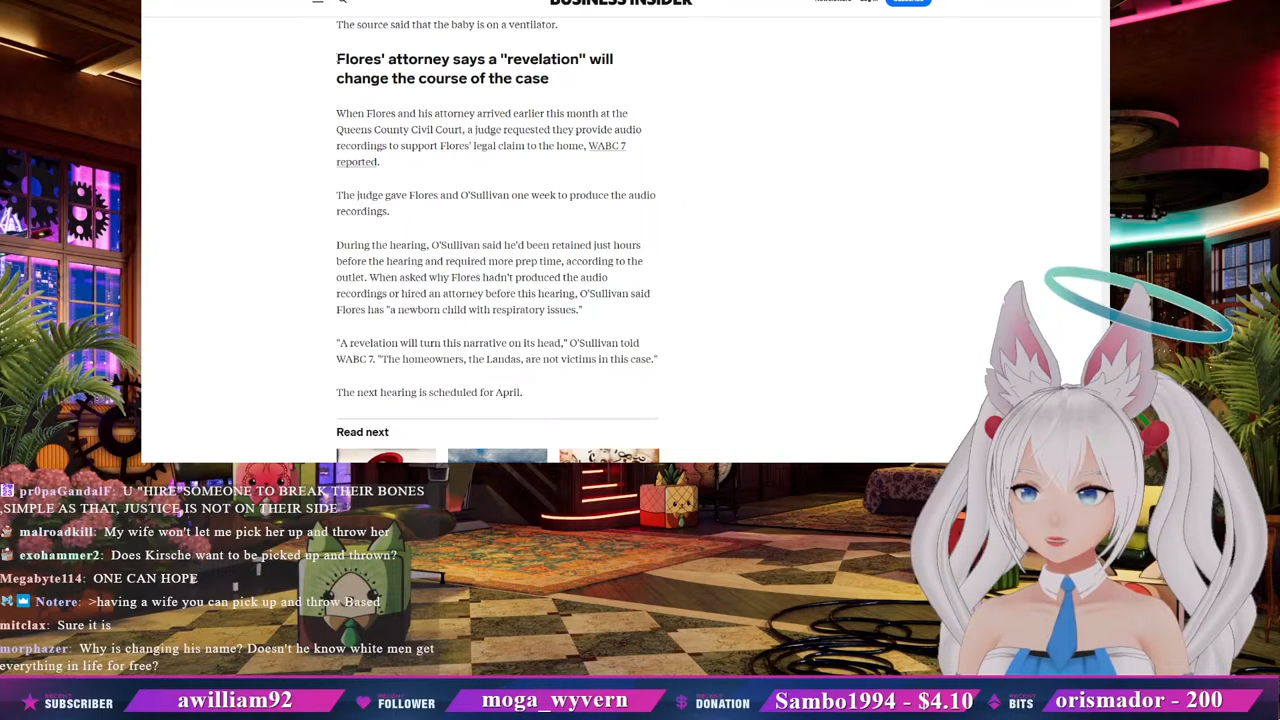 BUSINESS INSIDER
The source said that the baby is on a ventilator.
Flores' attorney says a "revelation" will
change the course of the case
When Flores and his attorney arrived earlier this month at the
Queens County Civil Court, a judge requested they provide audio
recordings to support Flores' legal claim to the home, WABC 7
reported.
The judge gave Flores and O'Sullivan one week to produce the audio
recordings.
During the hearing, O'Sullivan said he'd been retained just hours
before the hearing and required more prep time, according to the
outlet. When asked why Flores hadn't produced the audio
recordings or hired an attorney before this hearing, O'Sullivan said
Flores has "a newborn child with respiratory issues."
"A revelation will turn this narrative on its head," O'Sullivan told
WABC 7. "The homeowners, the Landas, are not victims in this case."
The next hearing is scheduled for April.
Read next
pr0paGandalF: U "HIRE"SOMEONE TO BREAK THEIR BONES
,SIMPLE AS THAT, JUSTICE IS NOT ON THEIR SIDE
malroadkill: My wife won't let me pick her up and throw her
exohammer2: Does Kirsche want to be picked up and thrown?
Megabyte114: ONE CAN HOPE
Notere: >having a wife you can pick up and throw Based
mitclax: Sure it is
morphazer: Why is changing his name? Doesn't he know white men get
everything in life for free?
RECENT SUBSCRIBER awilliam92 RECENT FOLLOWER moga_wyvern RECENT DONATION Sambo1994 - $4.10 RECENT BITS orismador - 200